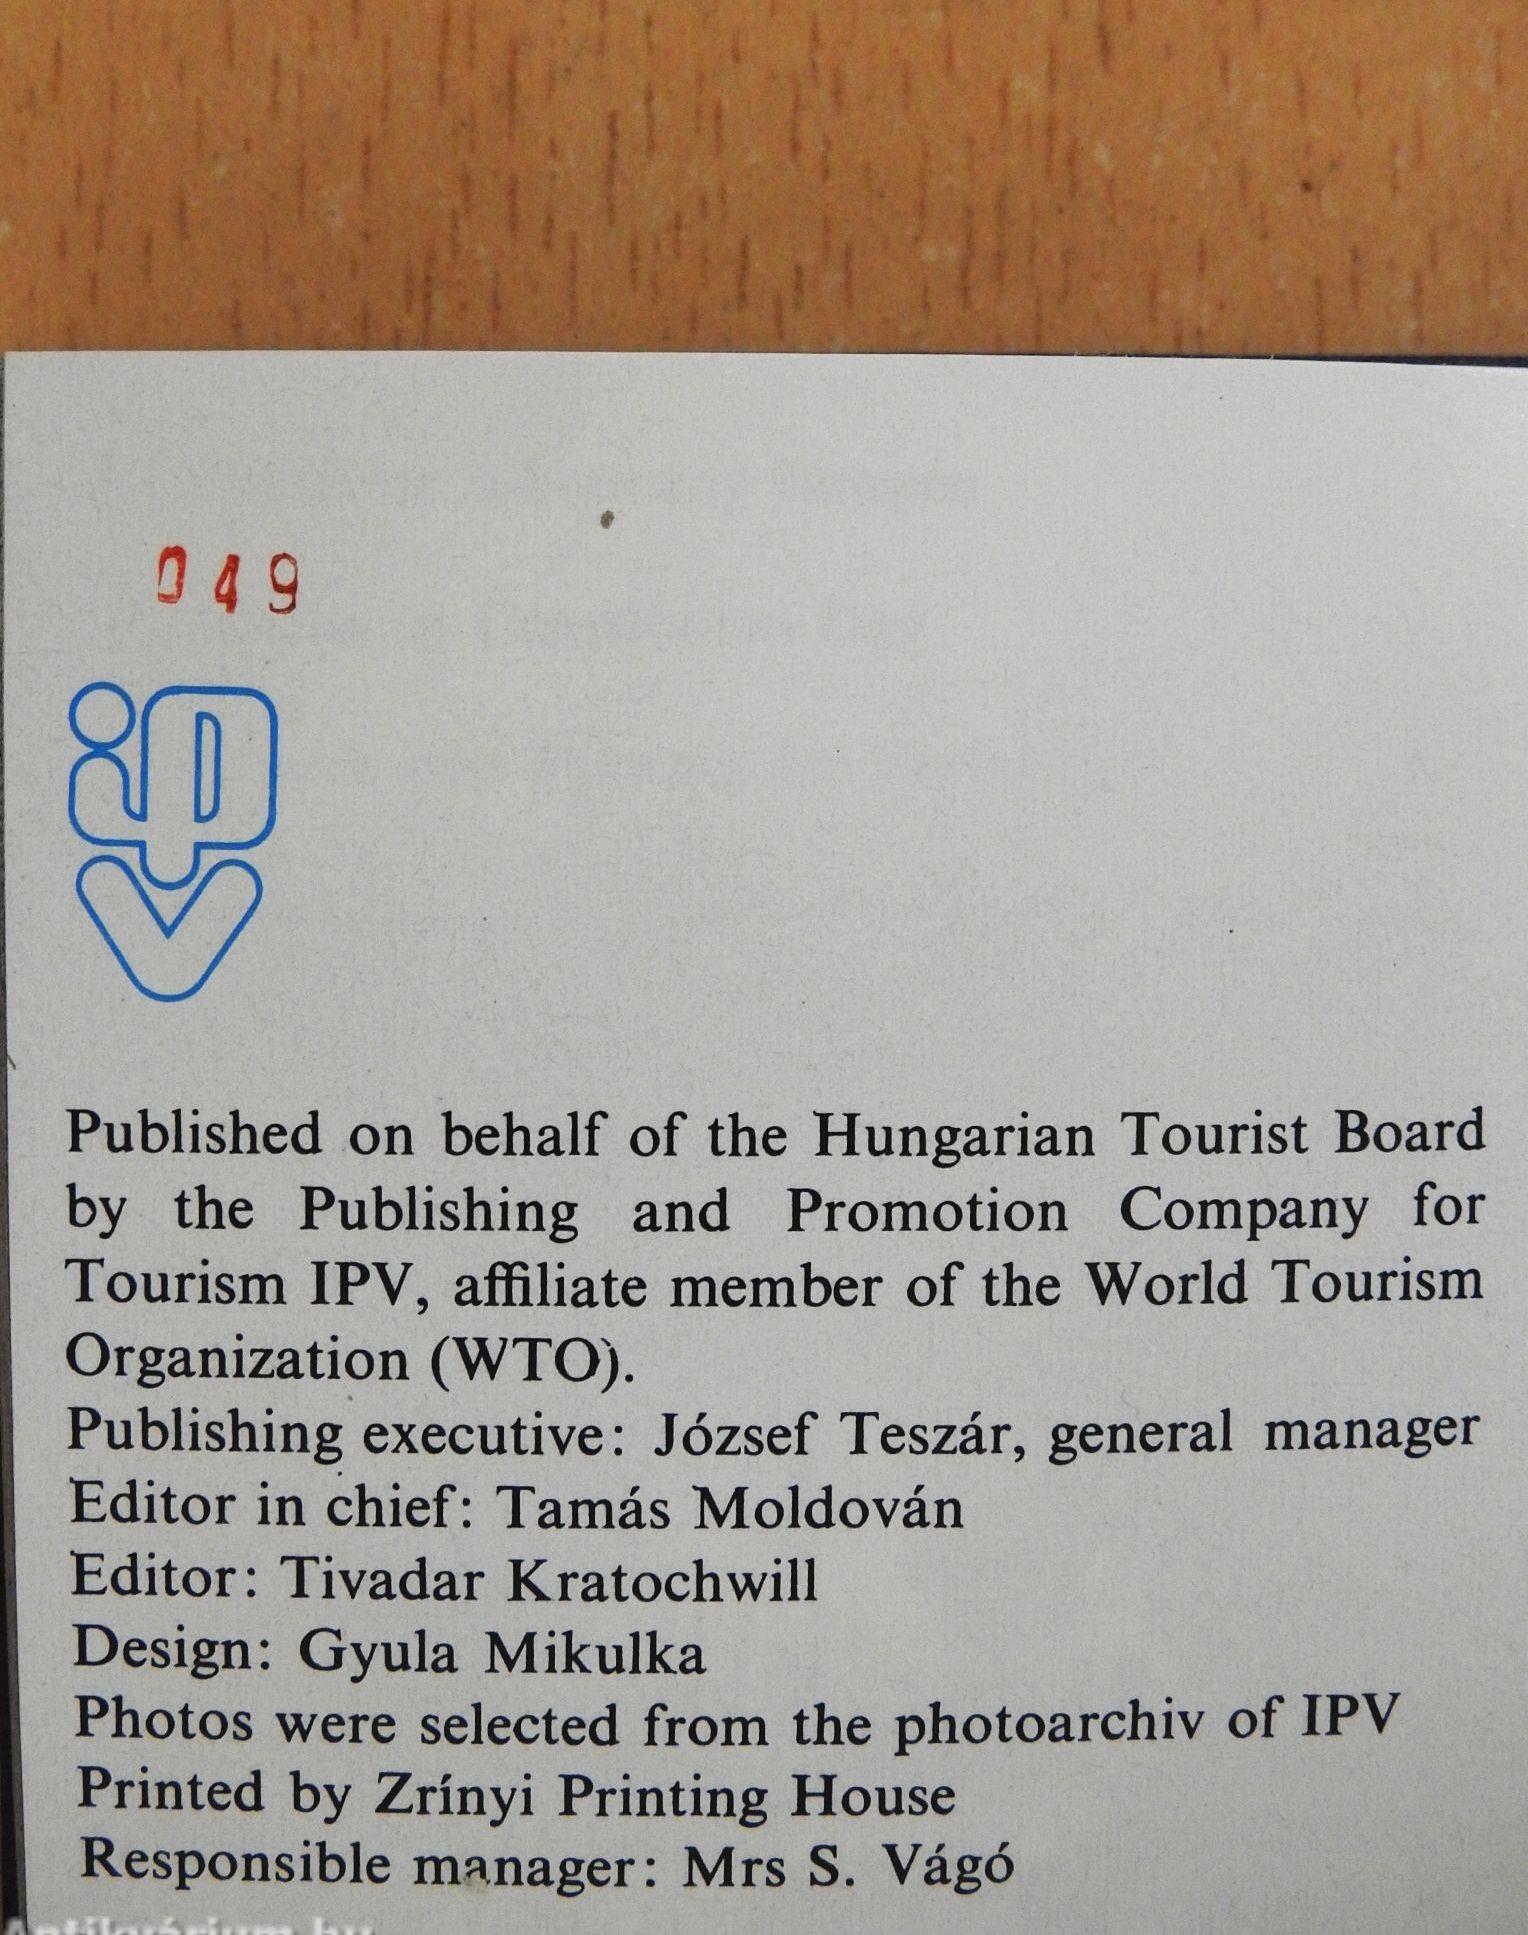 049
ipv
Published on behalf of the Hungarian Tourist Board
by the Publishing and Promotion Company for
Tourism IPV, affiliate member of the World Tourism
Organization (WTO).
Publishing executive: József Teszár, general manager
Editor in chief: Tamás Moldován
Editor: Tivadar Kratochwill
Design: Gyula Mikulka
Photos were selected from the photoarchiv of IPV
Printed by Zrínyi Printing House
Responsible manager: Mrs S. Vágó
Antikvárium.hu